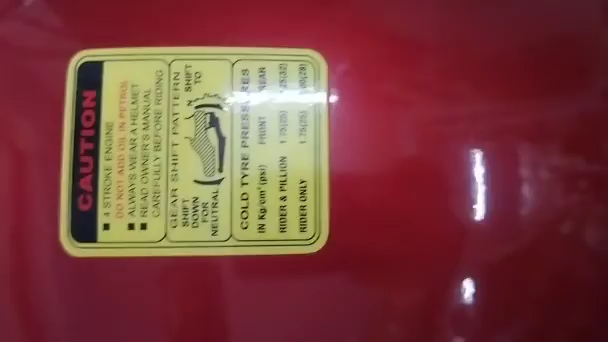 CAUTION
■ 4 STROKE ENGINE
DO NOT ADD OIL IN PETROL
■ ALWAYS WEAR A HELMET
■ READ OWNER'S MANUAL
CAREFULLY BEFORE RIDING
GEAR SHIFT PATTERN
SHIFT
DOWN
FOR
NEUTRAL
N SHIFT
TO
COLD TYRE PRESSURES
IN Kg/cm² (psi) FRONT REAR
RIDER & PILLION 1.75(25)
RIDER ONLY 1.75(25)